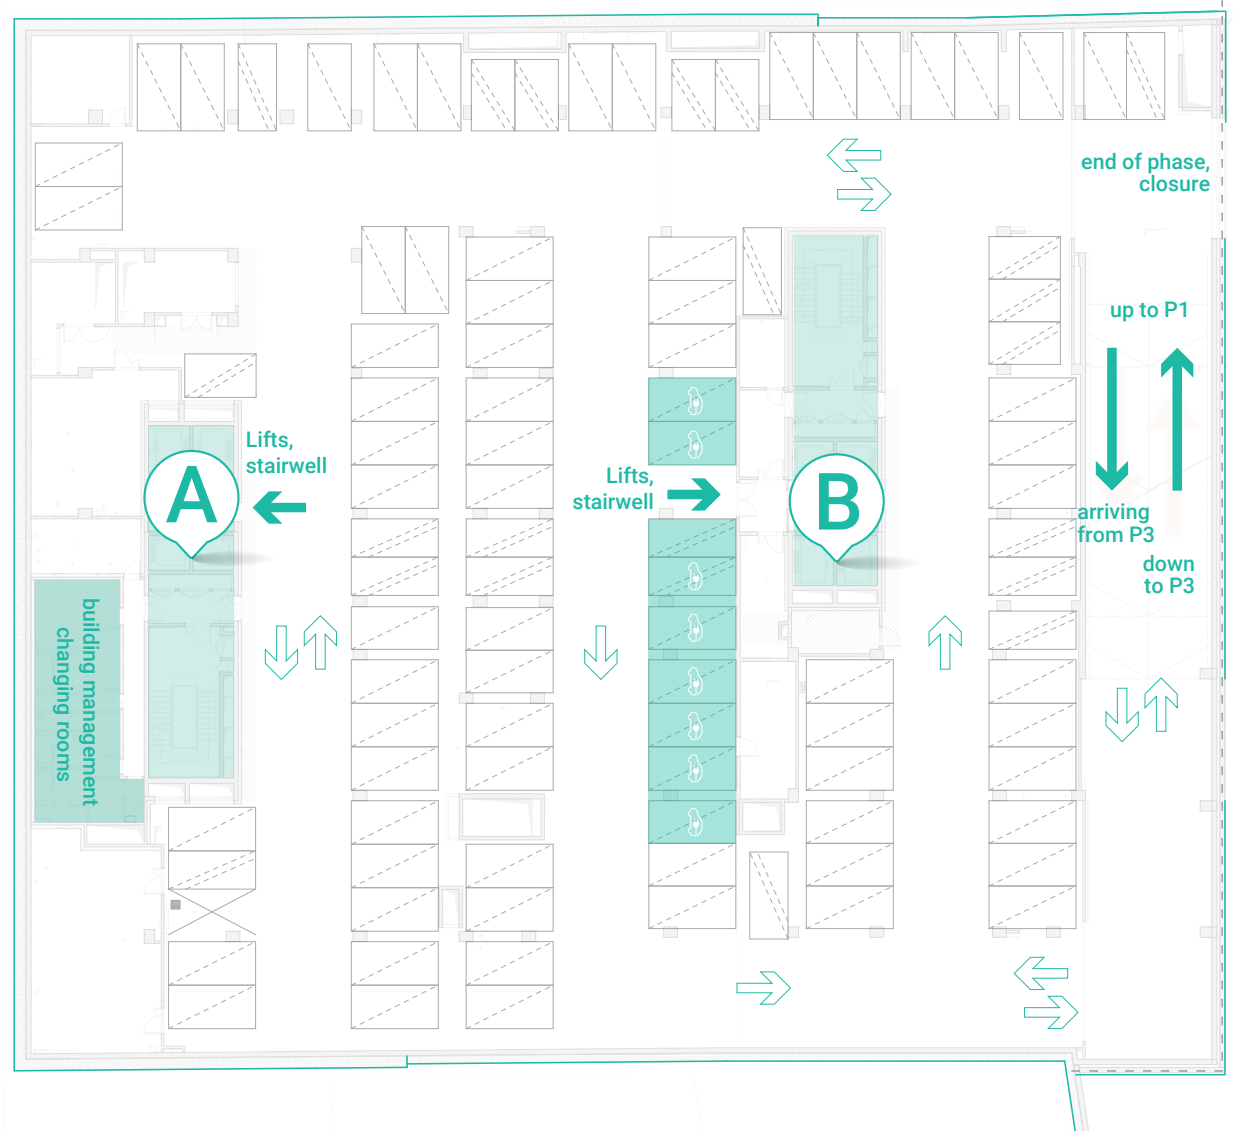 end of phase,
closure
up to P1
Lifts,
stairwell
A
Lifts,
stairwell
B
arriving
from P3
down
to P3
building management
changing rooms